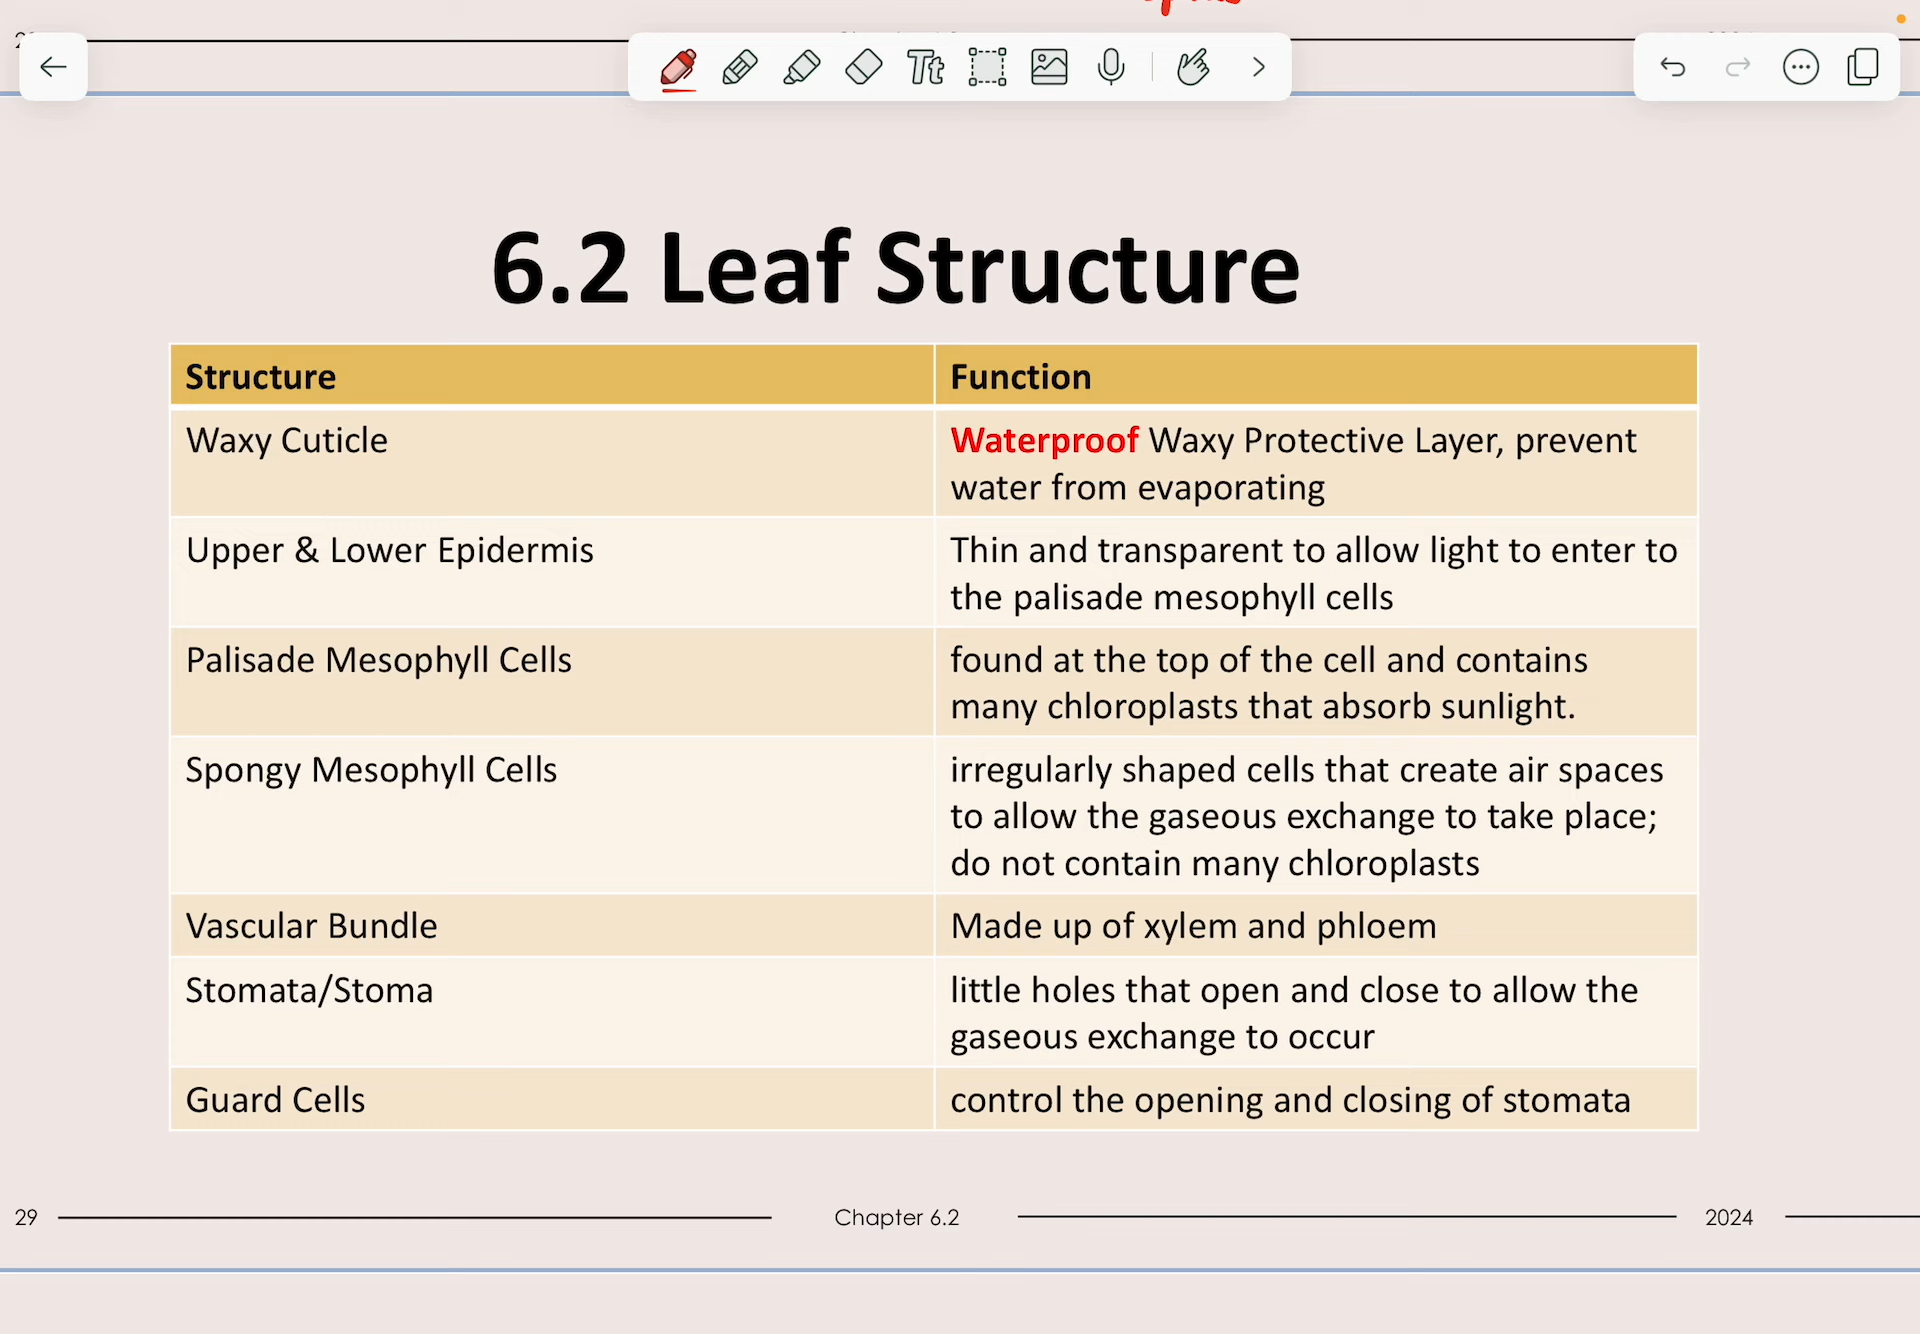 Tt
6.2 Leaf Structure
Structure
Function
Waxy Cuticle
Waterproof Waxy Protective Layer, prevent
water from evaporating
Upper & Lower Epidermis
Thin and transparent to allow light to enter to
the palisade mesophyll cells
Palisade Mesophyll Cells
found at the top of the cell and contains
many chloroplasts that absorb sunlight.
Spongy Mesophyll Cells
irregularly shaped cells that create air spaces
to allow the gaseous exchange to take place;
do not contain many chloroplasts
Vascular Bundle
Made up of xylem and phloem
Stomata/Stoma
little holes that open and close to allow the
gaseous exchange to occur
Guard Cells
control the opening and closing of stomata
29
Chapter 6.2
2024